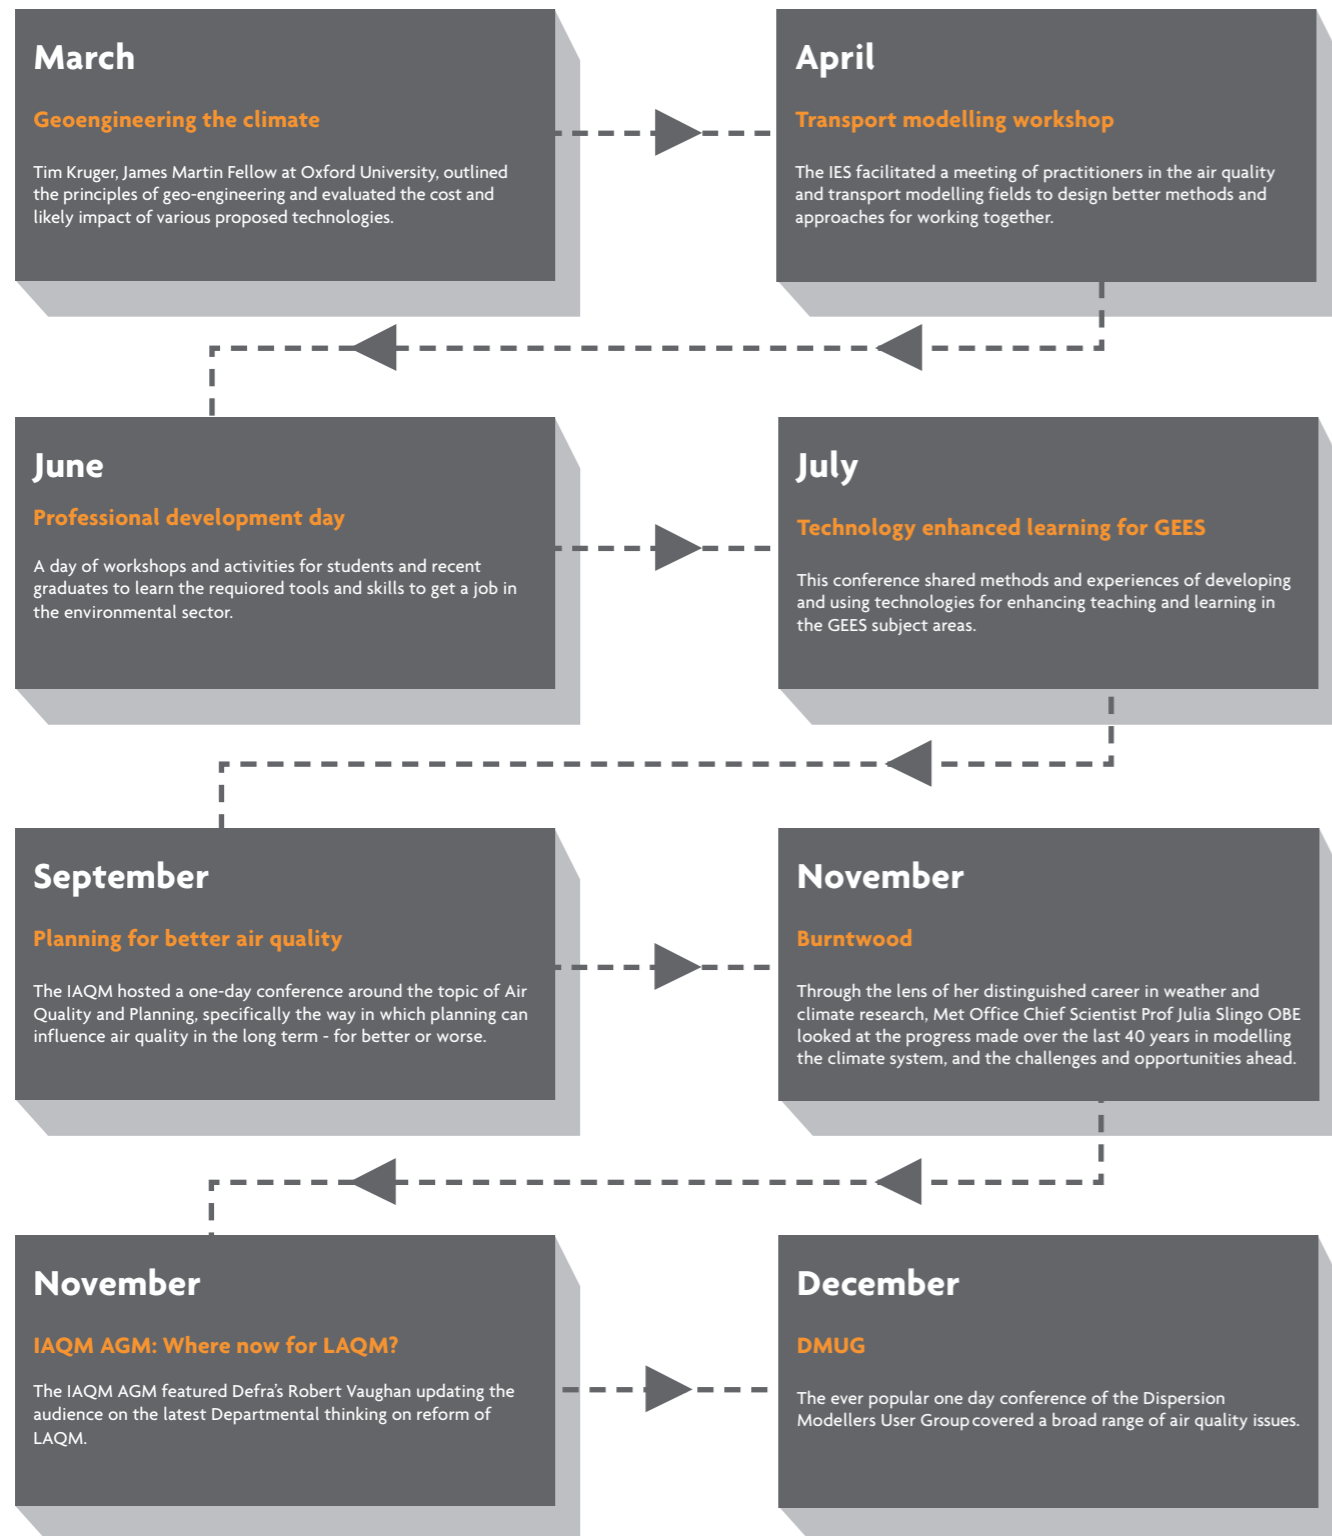 March
Geoengineering the climate
Tim Kruger, James Martin Fellow at Oxford University, outlined
the principles of geo-engineering and evaluated the cost and
likely impact of various proposed technologies.
April
Transport modelling workshop
The IES facilitated a meeting of practitioners in the air quality
and transport modelling fields to design better methods and
approaches for working together.
June
Professional development day
A day of workshops and activities for students and recent
graduates to learn the requiored tools and skills to get a job in
the environmental sector.
July
Technology enhanced learning for GEES
This conference shared methods and experiences of developing
and using technologies for enhancing teaching and learning in
the GEES subject areas.
September
Planning for better air quality
The IAQM hosted a one-day conference around the topic of Air
Quality and Planning, specifically the way in which planning can
influence air quality in the long term - for better or worse.
November
Burntwood
Through the lens of her distinguished career in weather and
climate research, Met Office Chief Scientist Prof Julia Slingo OBE
looked at the progress made over the last 40 years in modelling
the climate system, and the challenges and opportunities ahead.
November
IAQM AGM: Where now for LAQM?
The IAQM AGM featured Defra's Robert Vaughan updating the
audience on the latest Departmental thinking on reform of
LAQM.
December
DMUG
The ever popular one day conference of the Dispersion
Modellers User Group covered a broad range of air quality issues.